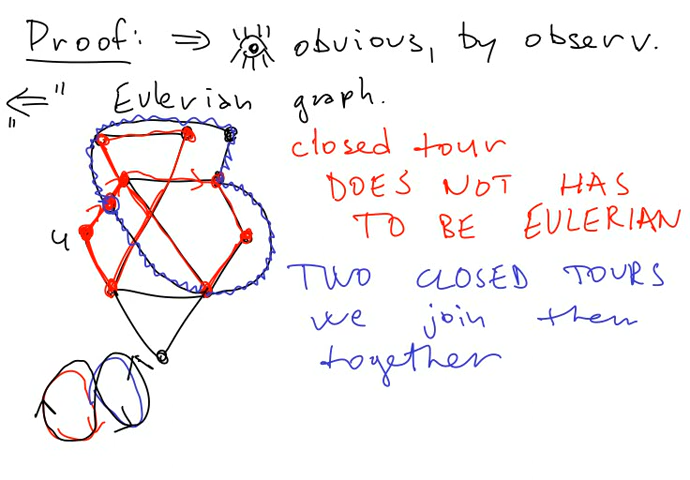 Proof: ⇒ obvious, by observ.
"⇐" Eulerian graph.
closed tour
DOES NOT HAS
TO BE EULERIAN
4
TWO CLOSED TOURS
we join them
together